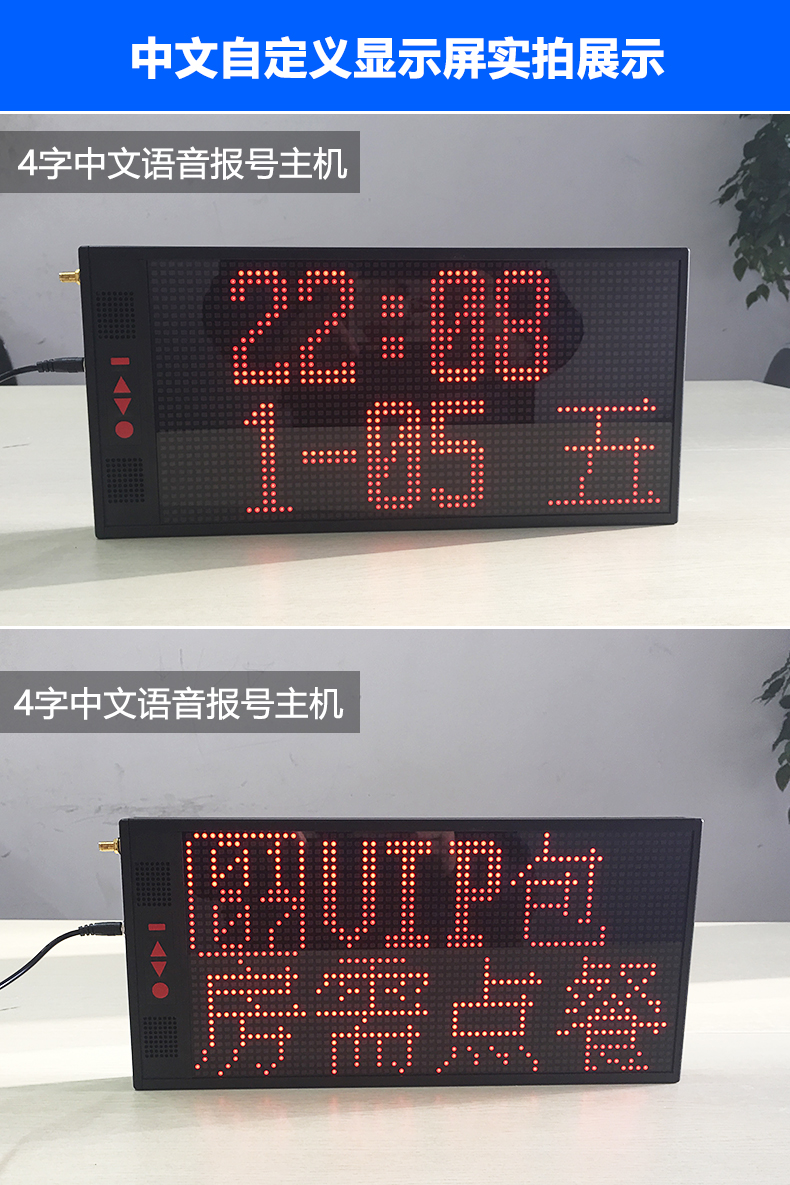 中文自定义显示屏实拍展示
4字中文语音报号主机
22:08
1-05 五
4字中文语音报号主机
01
07
VIP包
房需点餐